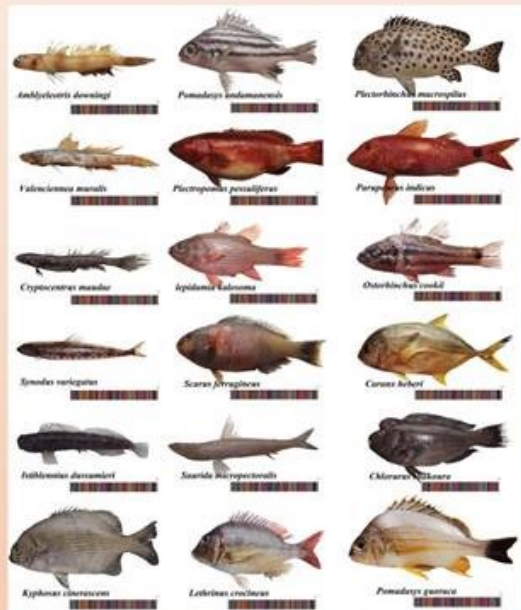 Amblyeleotris downingi
Pomadasys andamanensis
Plectorhinchus macrospilus
Valenciennea muralis
Plectropomus pessuliferus
Parupeneus indicus
Cryptocentrus maudae
lepidamia kalosoma
Ostorhinchus cookii
Synodus variegatus
Scarus ferrugineus
Caranx heberi
Istiblennius dussumieri
Saurida micropectoralis
Chlorurus
Kyphosus cinerascens
Lethrinus crocineus
Pomadasys guoraca